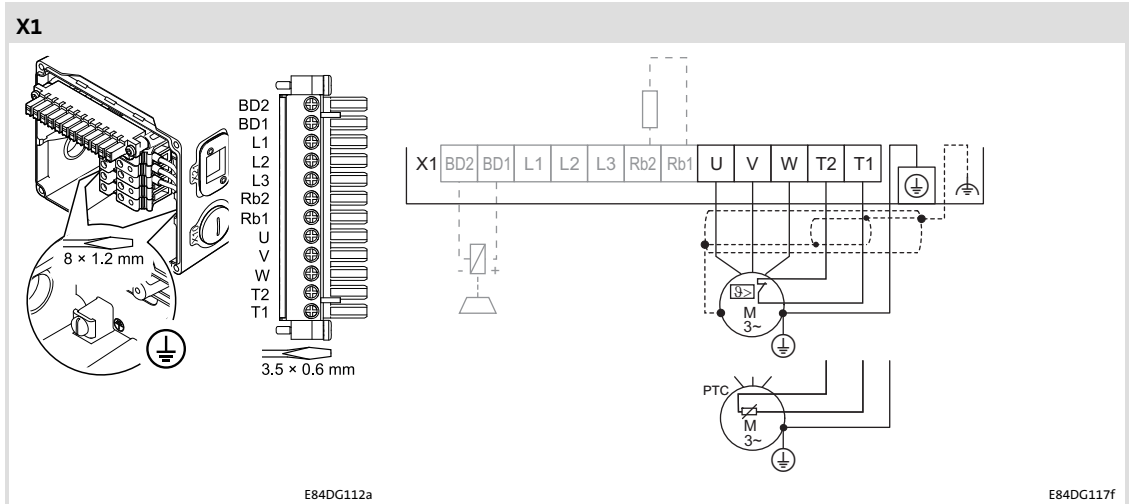 X1
BD2
BD1
L1
L2
L3
Rb2
Rb1
U
V
W
T2
T1
8 × 1.2 mm
3.5 × 0.6 mm
E84DG112a
X1 BD2 BD1 L1 L2 L3 Rb2 Rb1 U V W T2 T1
- +
ϑ>
M
3~
PTC
M
3~
E84DG117f